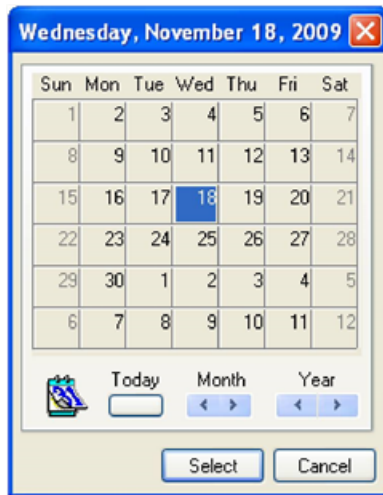 Wednesday, November 18, 2009
Sun Mon Tue Wed Thu Fri Sat
1 2 3 4 5 6 7
8 9 10 11 12 13 14
15 16 17 18 19 20 21
22 23 24 25 26 27 28
29 30 1 2 3 4 5
6 7 8 9 10 11 12
Today Month Year
Select Cancel